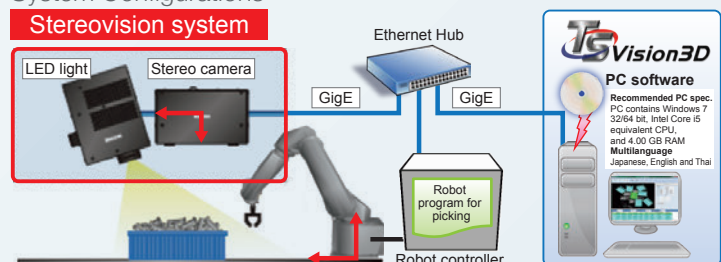 System Configurations
Stereovision system
LED light
Stereo camera
Ethernet Hub
GigE
GigE
Robot
program for
picking
Robot controller
TSVision3D
PC software
Recommended PC spec.
PC contains Windows 7
32/64 bit, Intel Core i5
equivalent CPU,
and 4.00 GB RAM
Multilanguage
Japanese, English and Thai